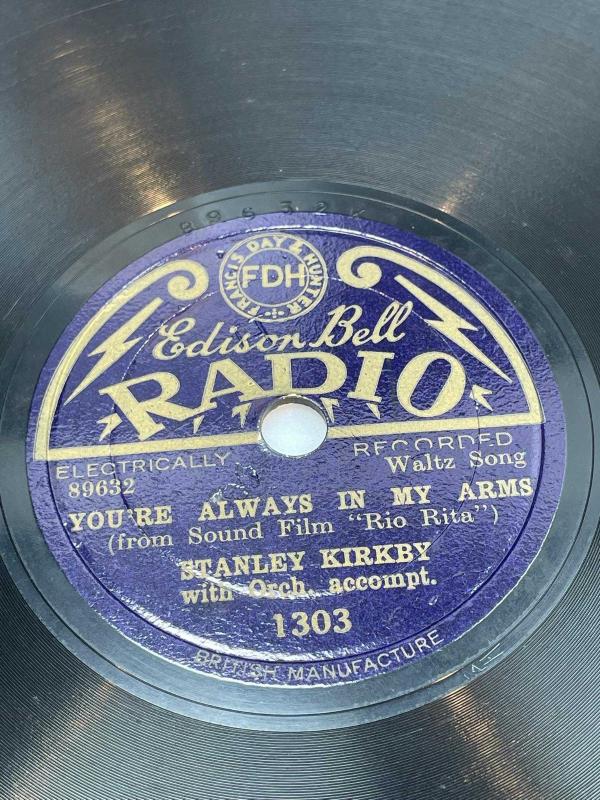 89632 K
FRANCIS DAY & HUNTER
FDH
Edison Bell
RADIO
ELECTRICALLY RECORDED
89632 Waltz Song
YOU'RE ALWAYS IN MY ARMS
(from Sound Film "Rio Rita")
STANLEY KIRKBY
with Orch. accompt.
1303
BRITISH MANUFACTURE